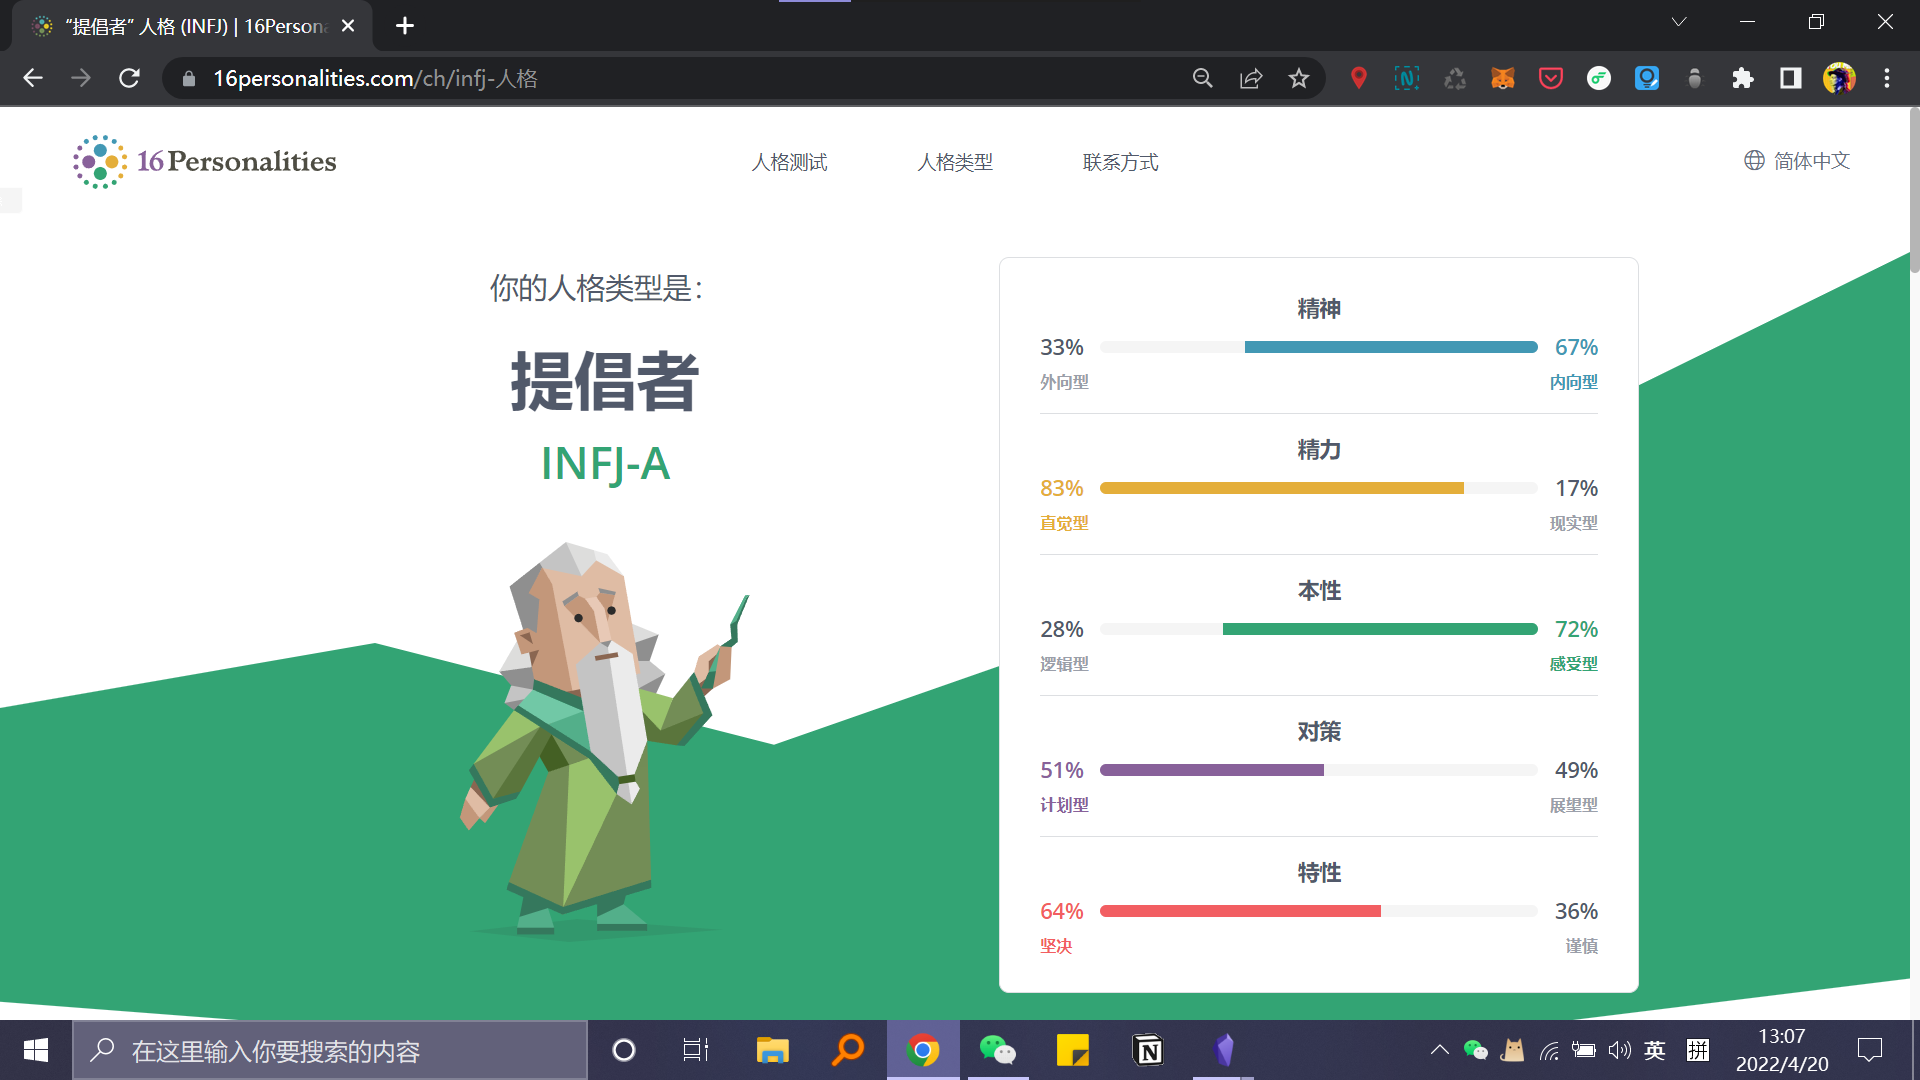 “提倡者” 人格 (INFJ) | 16Person
16personalities.com/ch/infj-人格
16Personalities
人格测试
人格类型
联系方式
简体中文
你的人格类型是：
提倡者
INFJ-A
精神
33%
67%
外向型
内向型
精力
83%
17%
直觉型
现实型
本性
28%
72%
逻辑型
感受型
对策
51%
49%
计划型
展望型
特性
64%
36%
坚决
谨慎
在这里输入你要搜索的内容
英
拼
13:07
2022/4/20